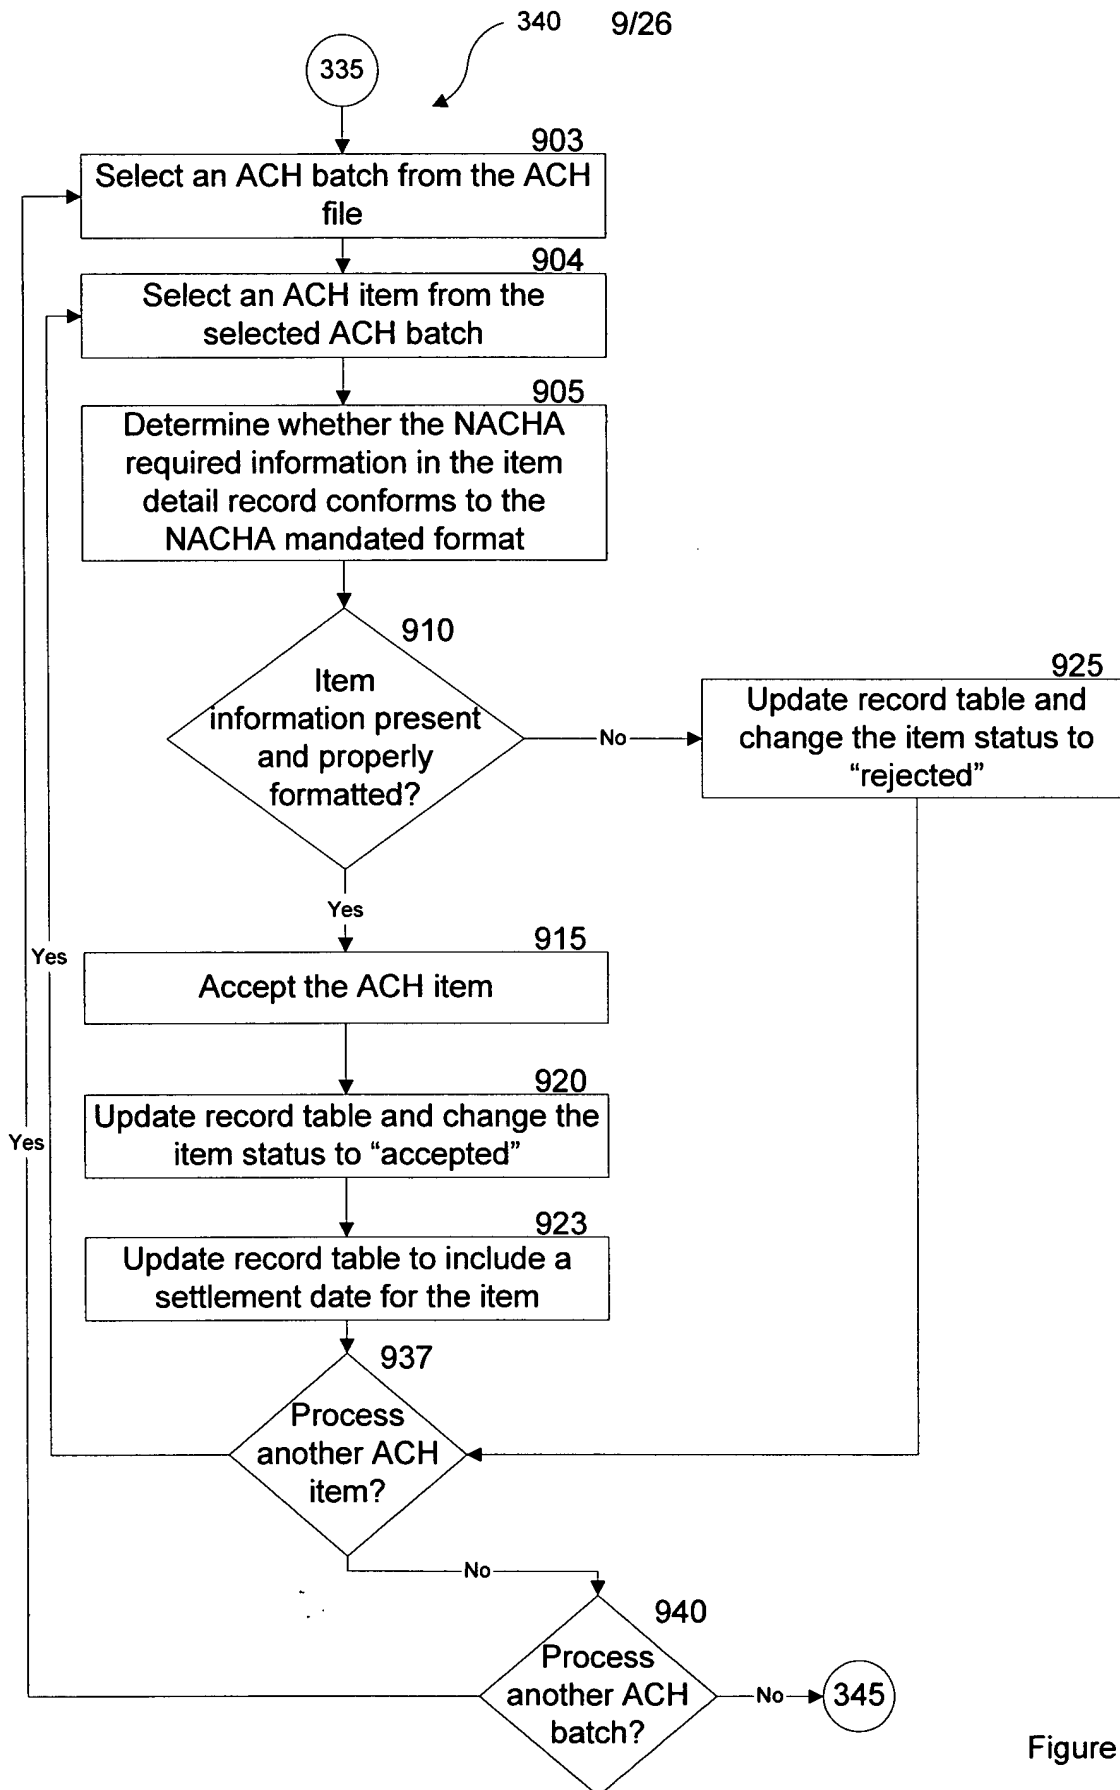 340 9/26
335
903
Select an ACH batch from the ACH
file
904
Select an ACH item from the
selected ACH batch
905
Determine whether the NACHA
required information in the item
detail record conforms to the
NACHA mandated format
910
Item
information present
and properly
formatted?
No
925
Update record table and
change the item status to
“rejected”
Yes
915
Accept the ACH item
Yes
920
Update record table and change the
item status to “accepted”
Yes
923
Update record table to include a
settlement date for the item
937
Process
another ACH
item?
No
940
Process
another ACH
batch?
No
345
Figure